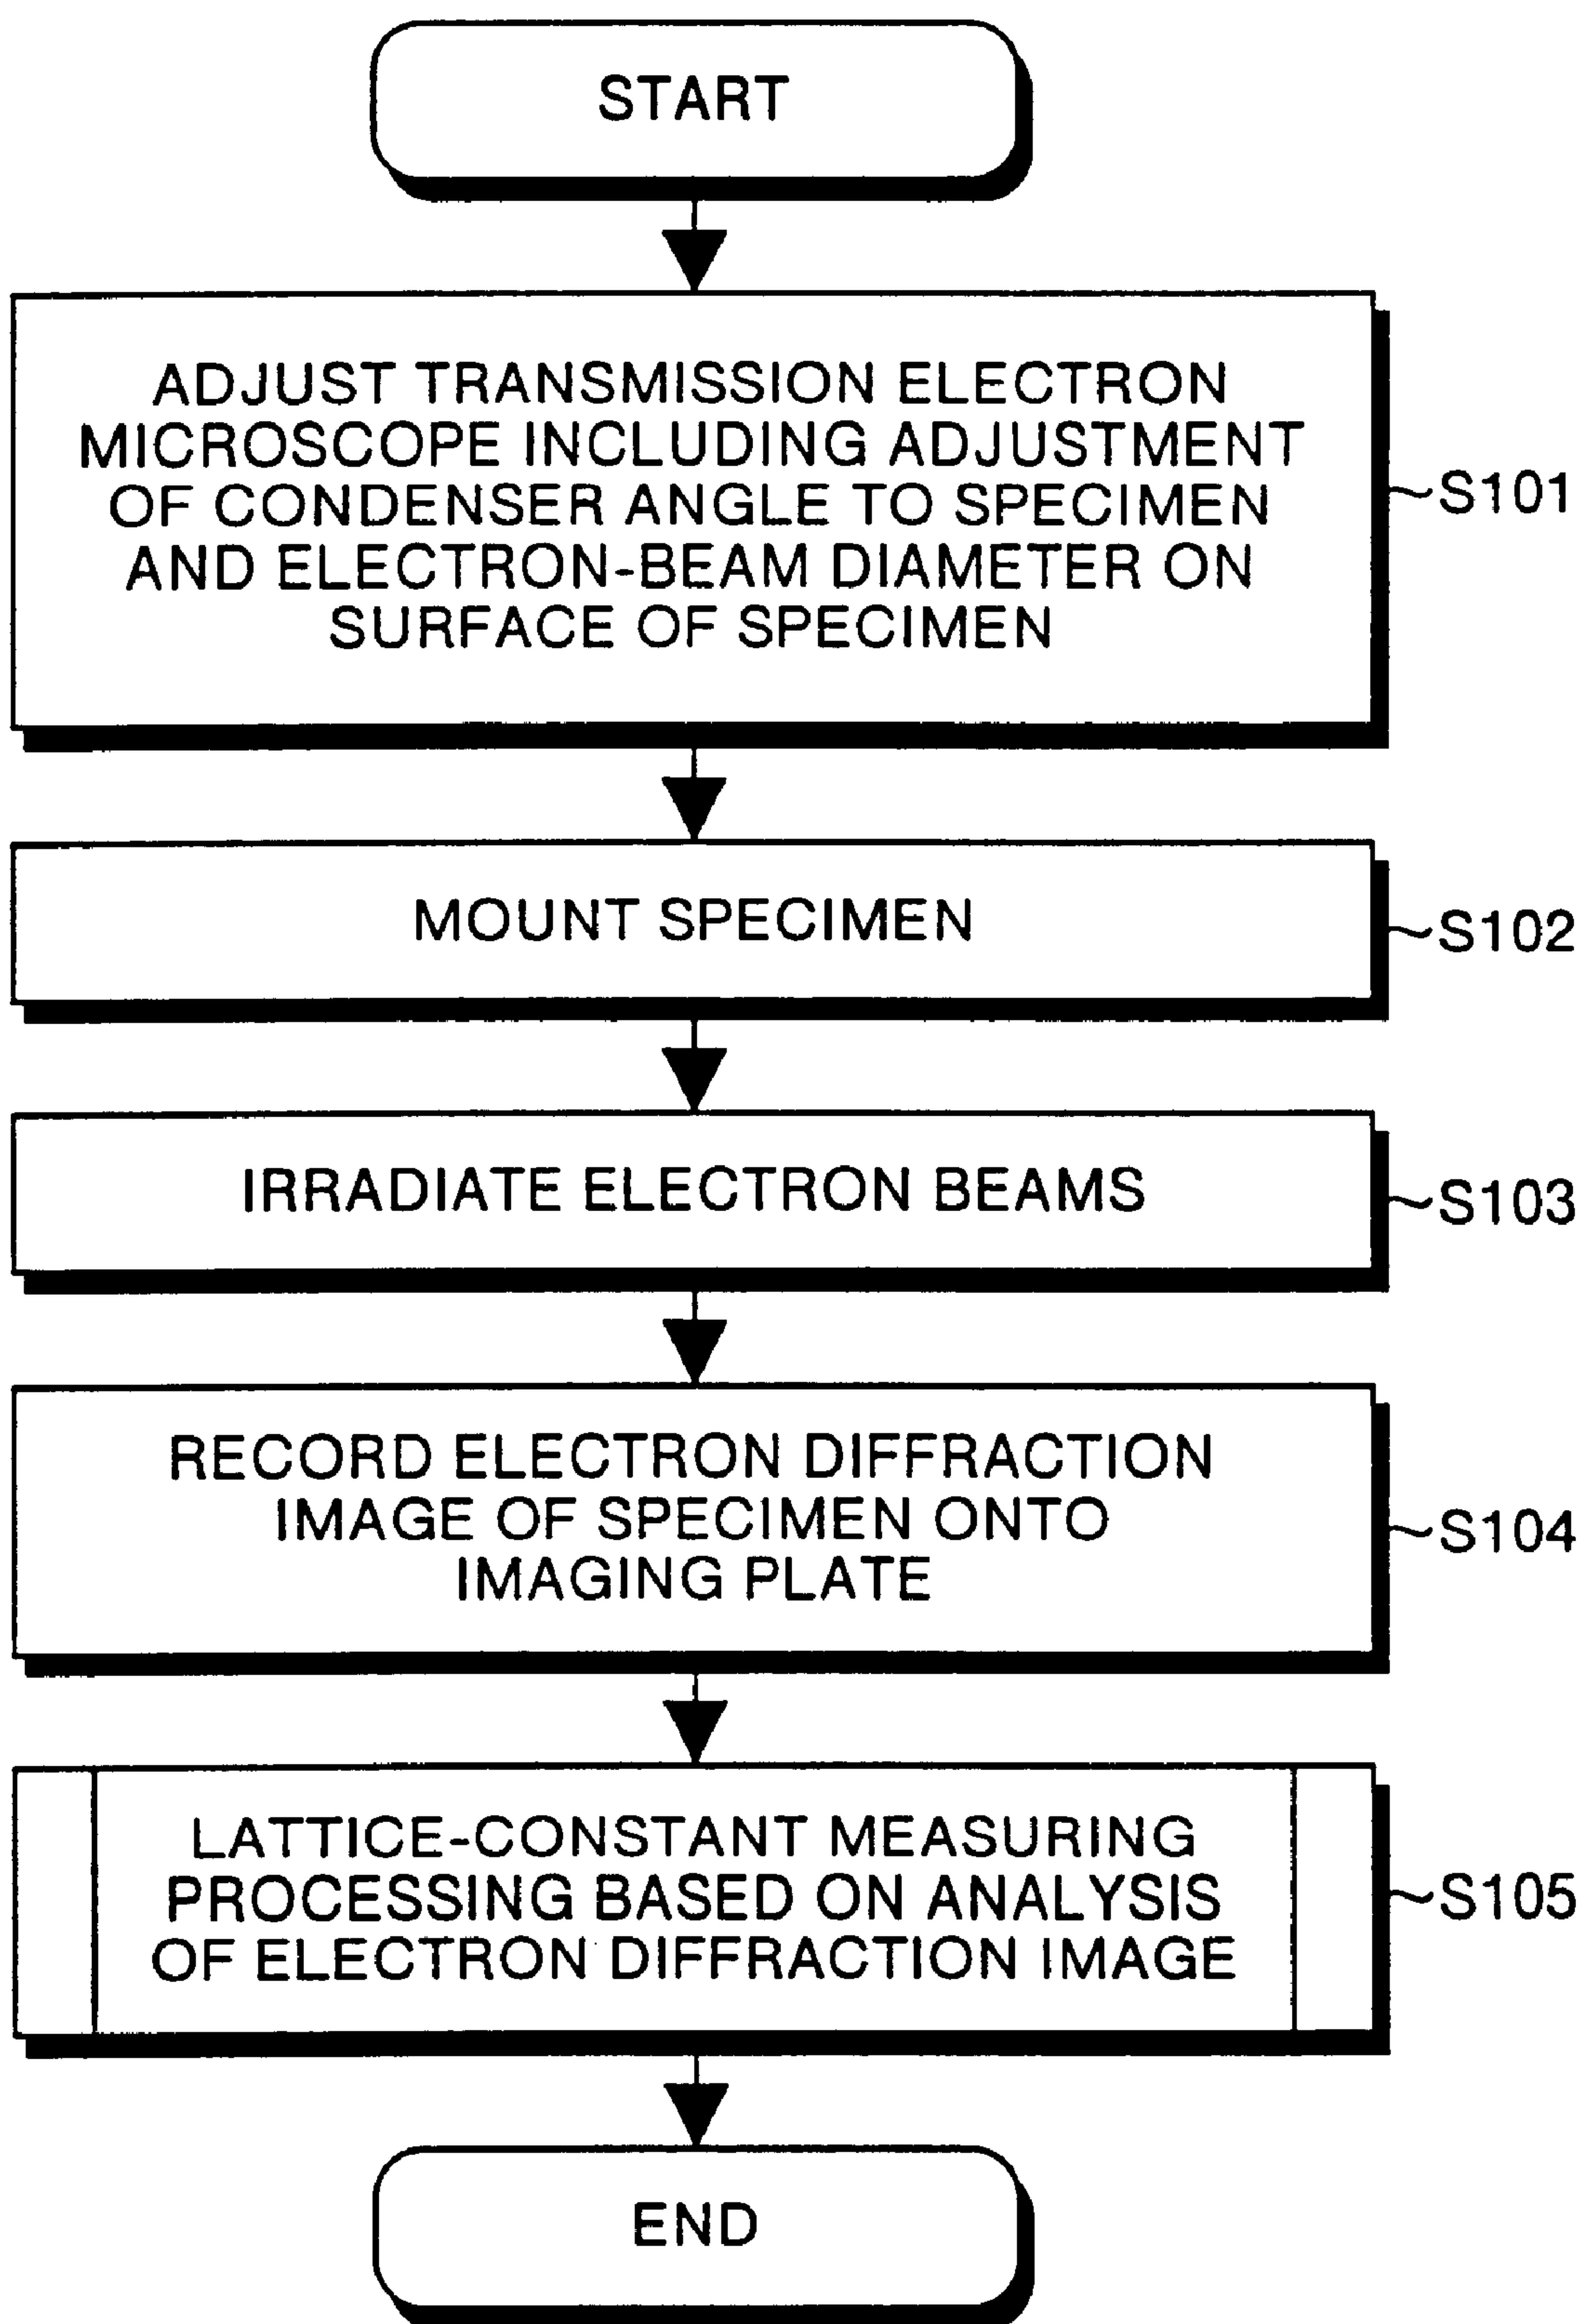 START
ADJUST TRANSMISSION ELECTRON
MICROSCOPE INCLUDING ADJUSTMENT
OF CONDENSER ANGLE TO SPECIMEN
AND ELECTRON-BEAM DIAMETER ON
SURFACE OF SPECIMEN
S101
MOUNT SPECIMEN
S102
IRRADIATE ELECTRON BEAMS
S103
RECORD ELECTRON DIFFRACTION
IMAGE OF SPECIMEN ONTO
IMAGING PLATE
S104
LATTICE-CONSTANT MEASURING
PROCESSING BASED ON ANALYSIS
OF ELECTRON DIFFRACTION IMAGE
S105
END